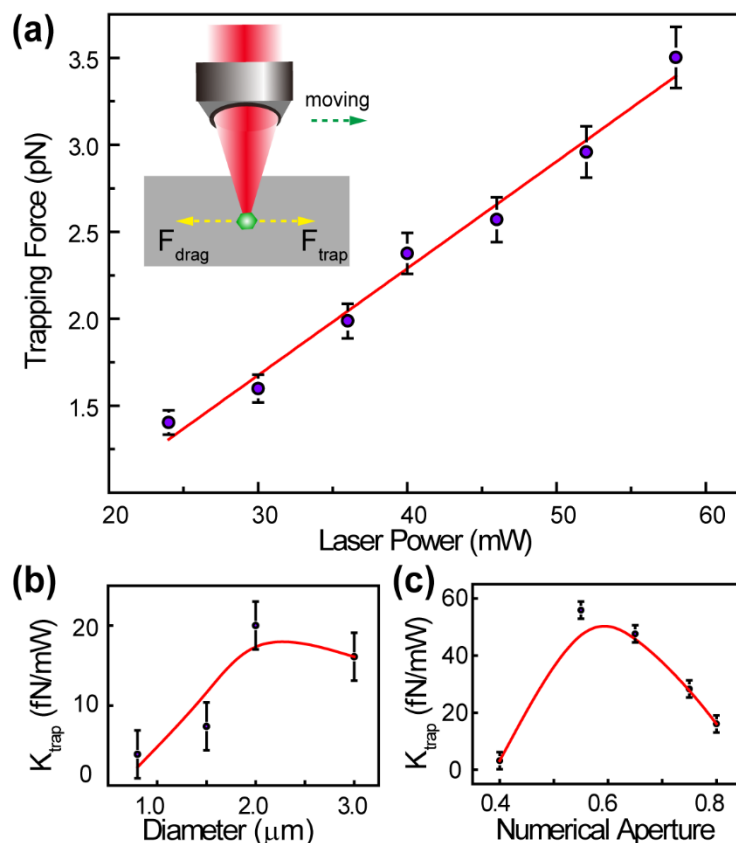 (a)
3.5
3.0
2.5
2.0
1.5
Trapping Force (pN)
moving
F_drag F_trap
20 30 40 50 60
Laser Power (mW)
(b)
20
10
0
K_trap (fN/mW)
1.0 2.0 3.0
Diameter (μm)
(c)
60
40
20
0
K_trap (fN/mW)
0.4 0.6 0.8
Numerical Aperture